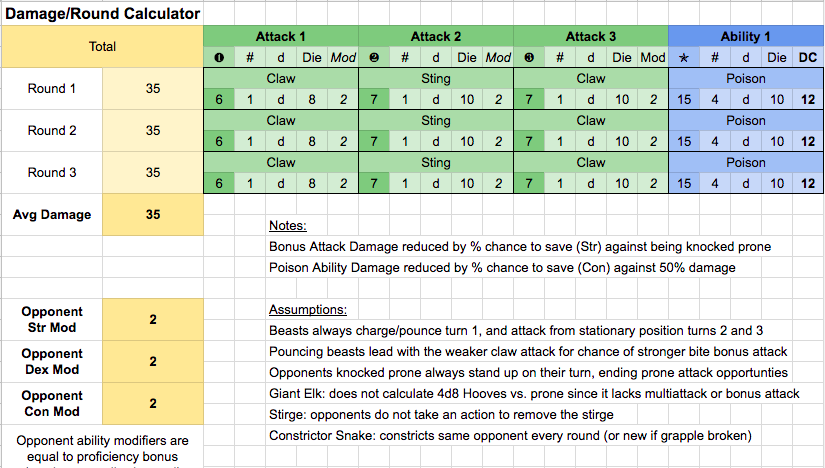 Damage/Round Calculator
Total Attack 1 Attack 2 Attack 3 Ability 1
❶ # d Die Mod ❷ # d Die Mod ❸ # d Die Mod ★ # d Die DC
Claw Sting Claw Poison
Round 1 35 6 1 d 8 2 7 1 d 10 2 7 1 d 10 2 15 4 d 10 12
Claw Sting Claw Poison
Round 2 35 6 1 d 8 2 7 1 d 10 2 7 1 d 10 2 15 4 d 10 12
Claw Sting Claw Poison
Round 3 35 6 1 d 8 2 7 1 d 10 2 7 1 d 10 2 15 4 d 10 12
Avg Damage 35
Notes:
Bonus Attack Damage reduced by % chance to save (Str) against being knocked prone
Poison Ability Damage reduced by % chance to save (Con) against 50% damage
Opponent
Str Mod 2
Opponent
Dex Mod 2
Opponent
Con Mod 2
Assumptions:
Beasts always charge/pounce turn 1, and attack from stationary position turns 2 and 3
Pouncing beasts lead with the weaker claw attack for chance of stronger bite bonus attack
Opponents knocked prone always stand up on their turn, ending prone attack opportunties
Giant Elk: does not calculate 4d8 Hooves vs. prone since it lacks multiattack or bonus attack
Stirge: opponents do not take an action to remove the stirge
Constrictor Snake: constricts same opponent every round (or new if grapple broken)
Opponent ability modifiers are
equal to proficiency bonus